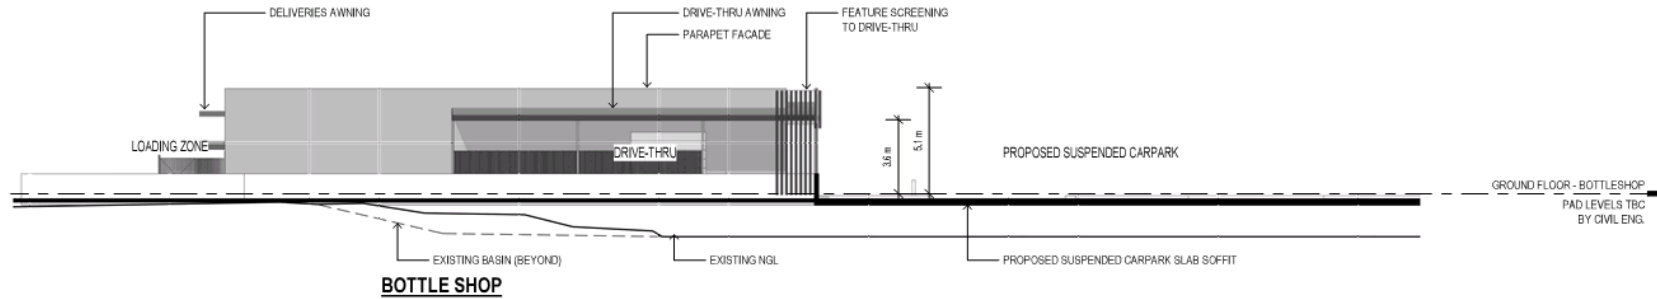 DELIVERIES AWNING
DRIVE-THRU AWNING
PARAPET FACADE
FEATURE SCREENING
TO DRIVE-THRU
LOADING ZONE
DRIVE-THRU
3.6 m
5.1 m
PROPOSED SUSPENDED CARPARK
GROUND FLOOR - BOTTLESHOP
PAD LEVELS TBC
BY CIVIL ENG.
EXISTING BASIN (BEYOND)
EXISTING NGL
PROPOSED SUSPENDED CARPARK SLAB SOFFIT
BOTTLE SHOP